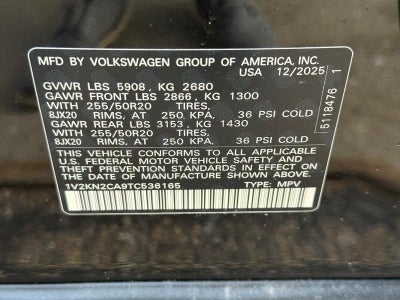 MFD BY VOLKSWAGEN GROUP OF AMERICA, INC.
USA 12/2025
GVWR LBS 5908, KG 2680
GAWR FRONT LBS 2866, KG 1300
WITH 255/50R20 TIRES,
8JX20 RIMS, AT 250 KPA, 36 PSI COLD
GAWR REAR LBS 3153, KG 1430
WITH 255/50R20 TIRES,
8JX20 RIMS, AT 250 KPA, 36 PSI COLD
THIS VEHICLE CONFORMS TO ALL APPLICABLE
U.S. FEDERAL MOTOR VEHICLE SAFETY AND
THEFT PREVENTION STANDARDS IN EFFECT ON
THE DATE OF MANUFACTURE SHOWN ABOVE.
1V2KN2CA9TC536165 TYPE: MPV
5118476 1